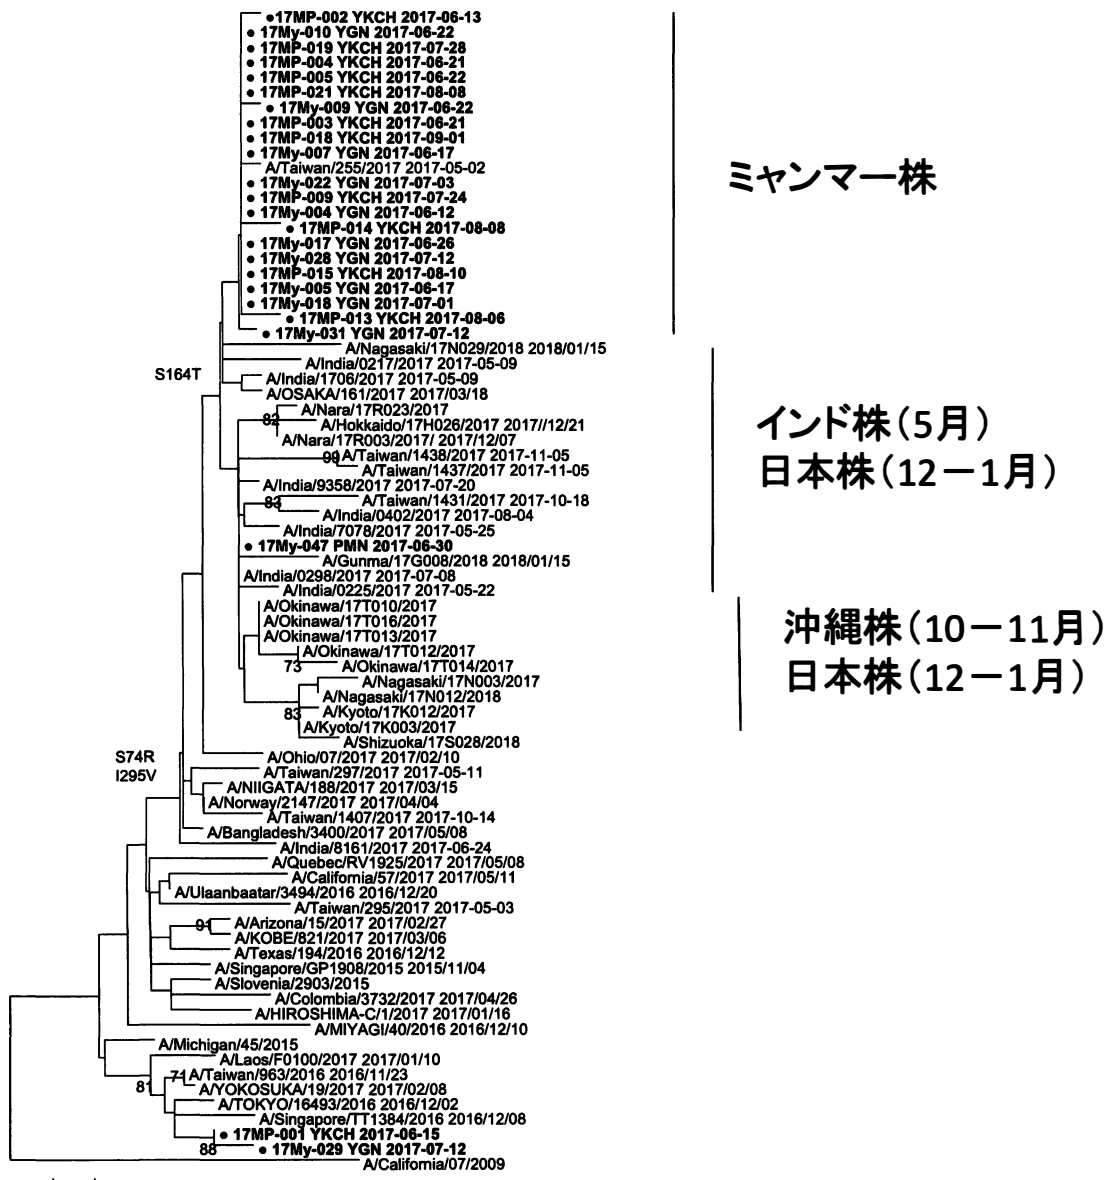 ●17MP-002 YKCH 2017-06-13
●17My-010 YGN 2017-06-22
●17MP-019 YKCH 2017-07-28
●17MP-004 YKCH 2017-06-21
●17MP-005 YKCH 2017-06-22
●17MP-021 YKCH 2017-08-08
●17My-009 YGN 2017-06-22
●17MP-003 YKCH 2017-06-21
●17MP-018 YKCH 2017-09-01
●17My-007 YGN 2017-06-17
A/Taiwan/255/2017 2017-05-02
●17My-022 YGN 2017-07-03
●17MP-009 YKCH 2017-07-24
●17My-004 YGN 2017-06-12
●17MP-014 YKCH 2017-08-08
●17My-017 YGN 2017-06-26
●17My-028 YGN 2017-07-12
●17MP-015 YKCH 2017-08-10
●17My-005 YGN 2017-06-17
●17My-018 YGN 2017-07-01
●17MP-013 YKCH 2017-08-06
●17My-031 YGN 2017-07-12
ミャンマー株
A/Nagasaki/17N029/2018 2018/01/15
A/India/0217/2017 2017-05-09
S164T
A/India/1706/2017 2017-05-09
A/OSAKA/161/2017 2017/03/18
A/Nara/17R023/2017
82
A/Hokkaido/17H026/2017 2017//12/21
A/Nara/17R003/2017/ 2017/12/07
99
A/Taiwan/1438/2017 2017-11-05
A/Taiwan/1437/2017 2017-11-05
A/India/9358/2017 2017-07-20
83
A/Taiwan/1431/2017 2017-10-18
A/India/0402/2017 2017-08-04
A/India/7078/2017 2017-05-25
●17My-047 PMN 2017-06-30
A/Gunma/17G008/2018 2018/01/15
A/India/0298/2017 2017-07-08
A/India/0225/2017 2017-05-22
インド株(5月)
日本株(12－1月)
A/Okinawa/17T010/2017
A/Okinawa/17T016/2017
A/Okinawa/17T013/2017
A/Okinawa/17T012/2017
73
A/Okinawa/17T014/2017
A/Nagasaki/17N003/2017
A/Nagasaki/17N012/2018
83
A/Kyoto/17K012/2017
A/Kyoto/17K003/2017
A/Shizuoka/17S028/2018
沖縄株(10－11月)
日本株(12－1月)
S74R
I295V
A/Ohio/07/2017 2017/02/10
A/Taiwan/297/2017 2017-05-11
A/NIIGATA/188/2017 2017/03/15
A/Norway/2147/2017 2017/04/04
A/Taiwan/1407/2017 2017-10-14
A/Bangladesh/3400/2017 2017/05/08
A/India/8161/2017 2017-06-24
A/Quebec/RV1925/2017 2017/05/08
A/California/57/2017 2017/05/11
A/Ulaanbaatar/3494/2016 2016/12/20
A/Taiwan/295/2017 2017-05-03
91
A/Arizona/15/2017 2017/02/27
A/KOBE/821/2017 2017/03/06
A/Texas/194/2016 2016/12/12
A/Singapore/GP1908/2015 2015/11/04
A/Slovenia/2903/2015
A/Colombia/3732/2017 2017/04/26
A/HIROSHIMA-C/1/2017 2017/01/16
A/MIYAGI/40/2016 2016/12/10
A/Michigan/45/2015
A/Laos/F0100/2017 2017/01/10
81
71
A/Taiwan/963/2016 2016/11/23
A/YOKOSUKA/19/2017 2017/02/08
A/TOKYO/16493/2016 2016/12/02
A/Singapore/TT1384/2016 2016/12/08
●17MP-001 YKCH 2017-06-15
88
●17My-029 YGN 2017-07-12
A/California/07/2009